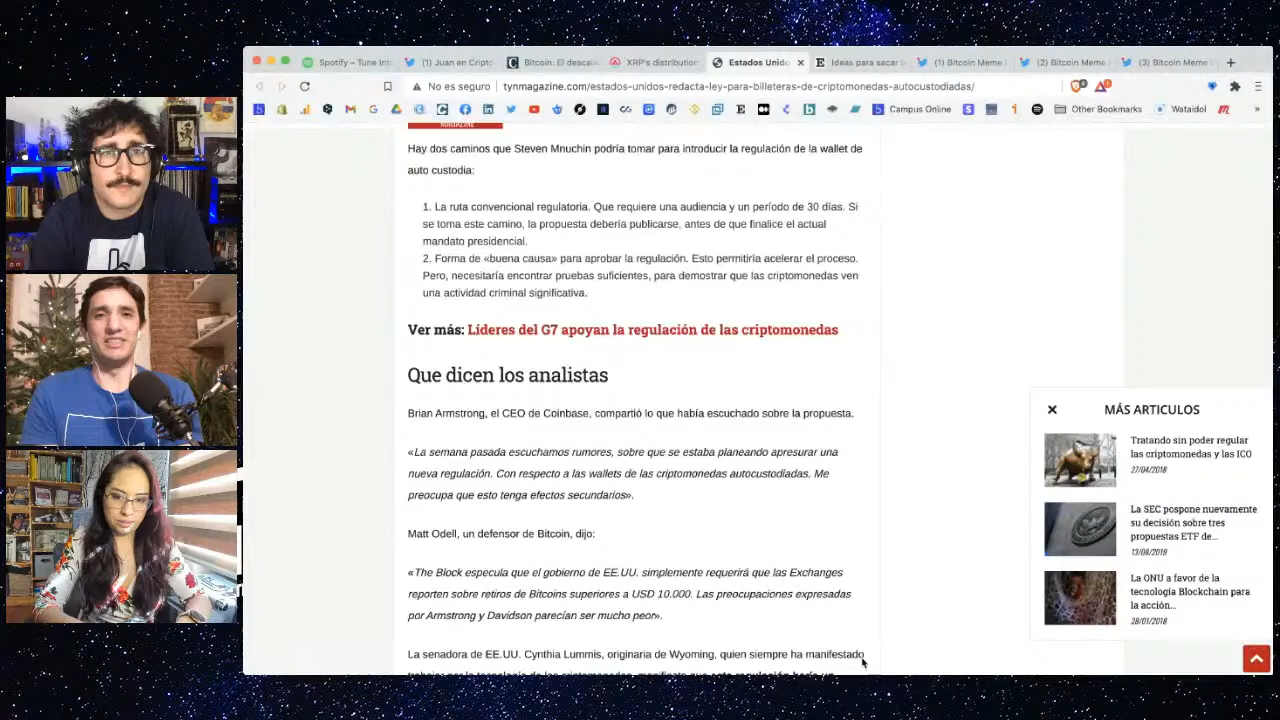 Spotify – Tune Into
(1) Juan en Cripto
Bitcoin: El descala
XRP's distribution
Estados Unido
Ideas para sacar t
(1) Bitcoin Meme
(2) Bitcoin Meme
(3) Bitcoin Meme
No es seguro
tynmagazine.com/estados-unidos-redacta-ley-para-billeteras-de-criptomonedas-autocustodiadas/
Campus Online
Other Bookmarks
Wataidol
MAGAZINE
Hay dos caminos que Steven Mnuchin podría tomar para introducir la regulación de la wallet de
auto custodia:
1. La ruta convencional regulatoria. Que requiere una audiencia y un período de 30 días. Si
se toma este camino, la propuesta debería publicarse, antes de que finalice el actual
mandato presidencial.
2. Forma de «buena causa» para aprobar la regulación. Esto permitiría acelerar el proceso.
Pero, necesitaría encontrar pruebas suficientes, para demostrar que las criptomonedas ven
una actividad criminal significativa.
Ver más: Líderes del G7 apoyan la regulación de las criptomonedas
Que dicen los analistas
Brian Armstrong, el CEO de Coinbase, compartió lo que había escuchado sobre la propuesta.
«La semana pasada escuchamos rumores, sobre que se estaba planeando apresurar una
nueva regulación. Con respecto a las wallets de las criptomonedas autocustodiadas. Me
preocupa que esto tenga efectos secundarios».
Matt Odell, un defensor de Bitcoin, dijo:
«The Block especula que el gobierno de EE.UU. simplemente requerirá que las Exchanges
reporten sobre retiros de Bitcoins superiores a USD 10.000. Las preocupaciones expresadas
por Armstrong y Davidson parecían ser mucho peor».
La senadora de EE.UU. Cynthia Lummis, originaria de Wyoming, quien siempre ha manifestado
MÁS ARTICULOS
Tratando sin poder regular
las criptomonedas y las ICO
27/04/2018
La SEC pospone nuevamente
su decisión sobre tres
propuestas ETF de...
13/08/2019
La ONU a favor de la
tecnología Blockchain para
la acción...
28/01/2018